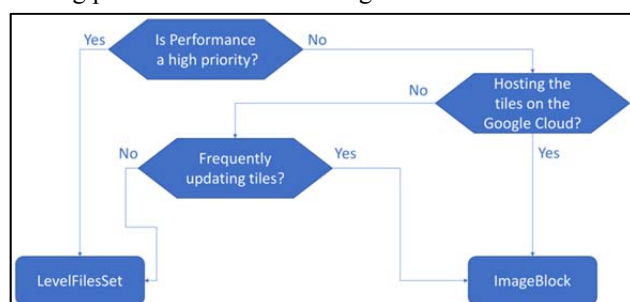 Is Performance
a high priority?
Yes
No
Hosting the
tiles on the
Google Cloud?
No
Yes
Frequently
updating tiles?
No
Yes
LevelFilesSet
ImageBlock